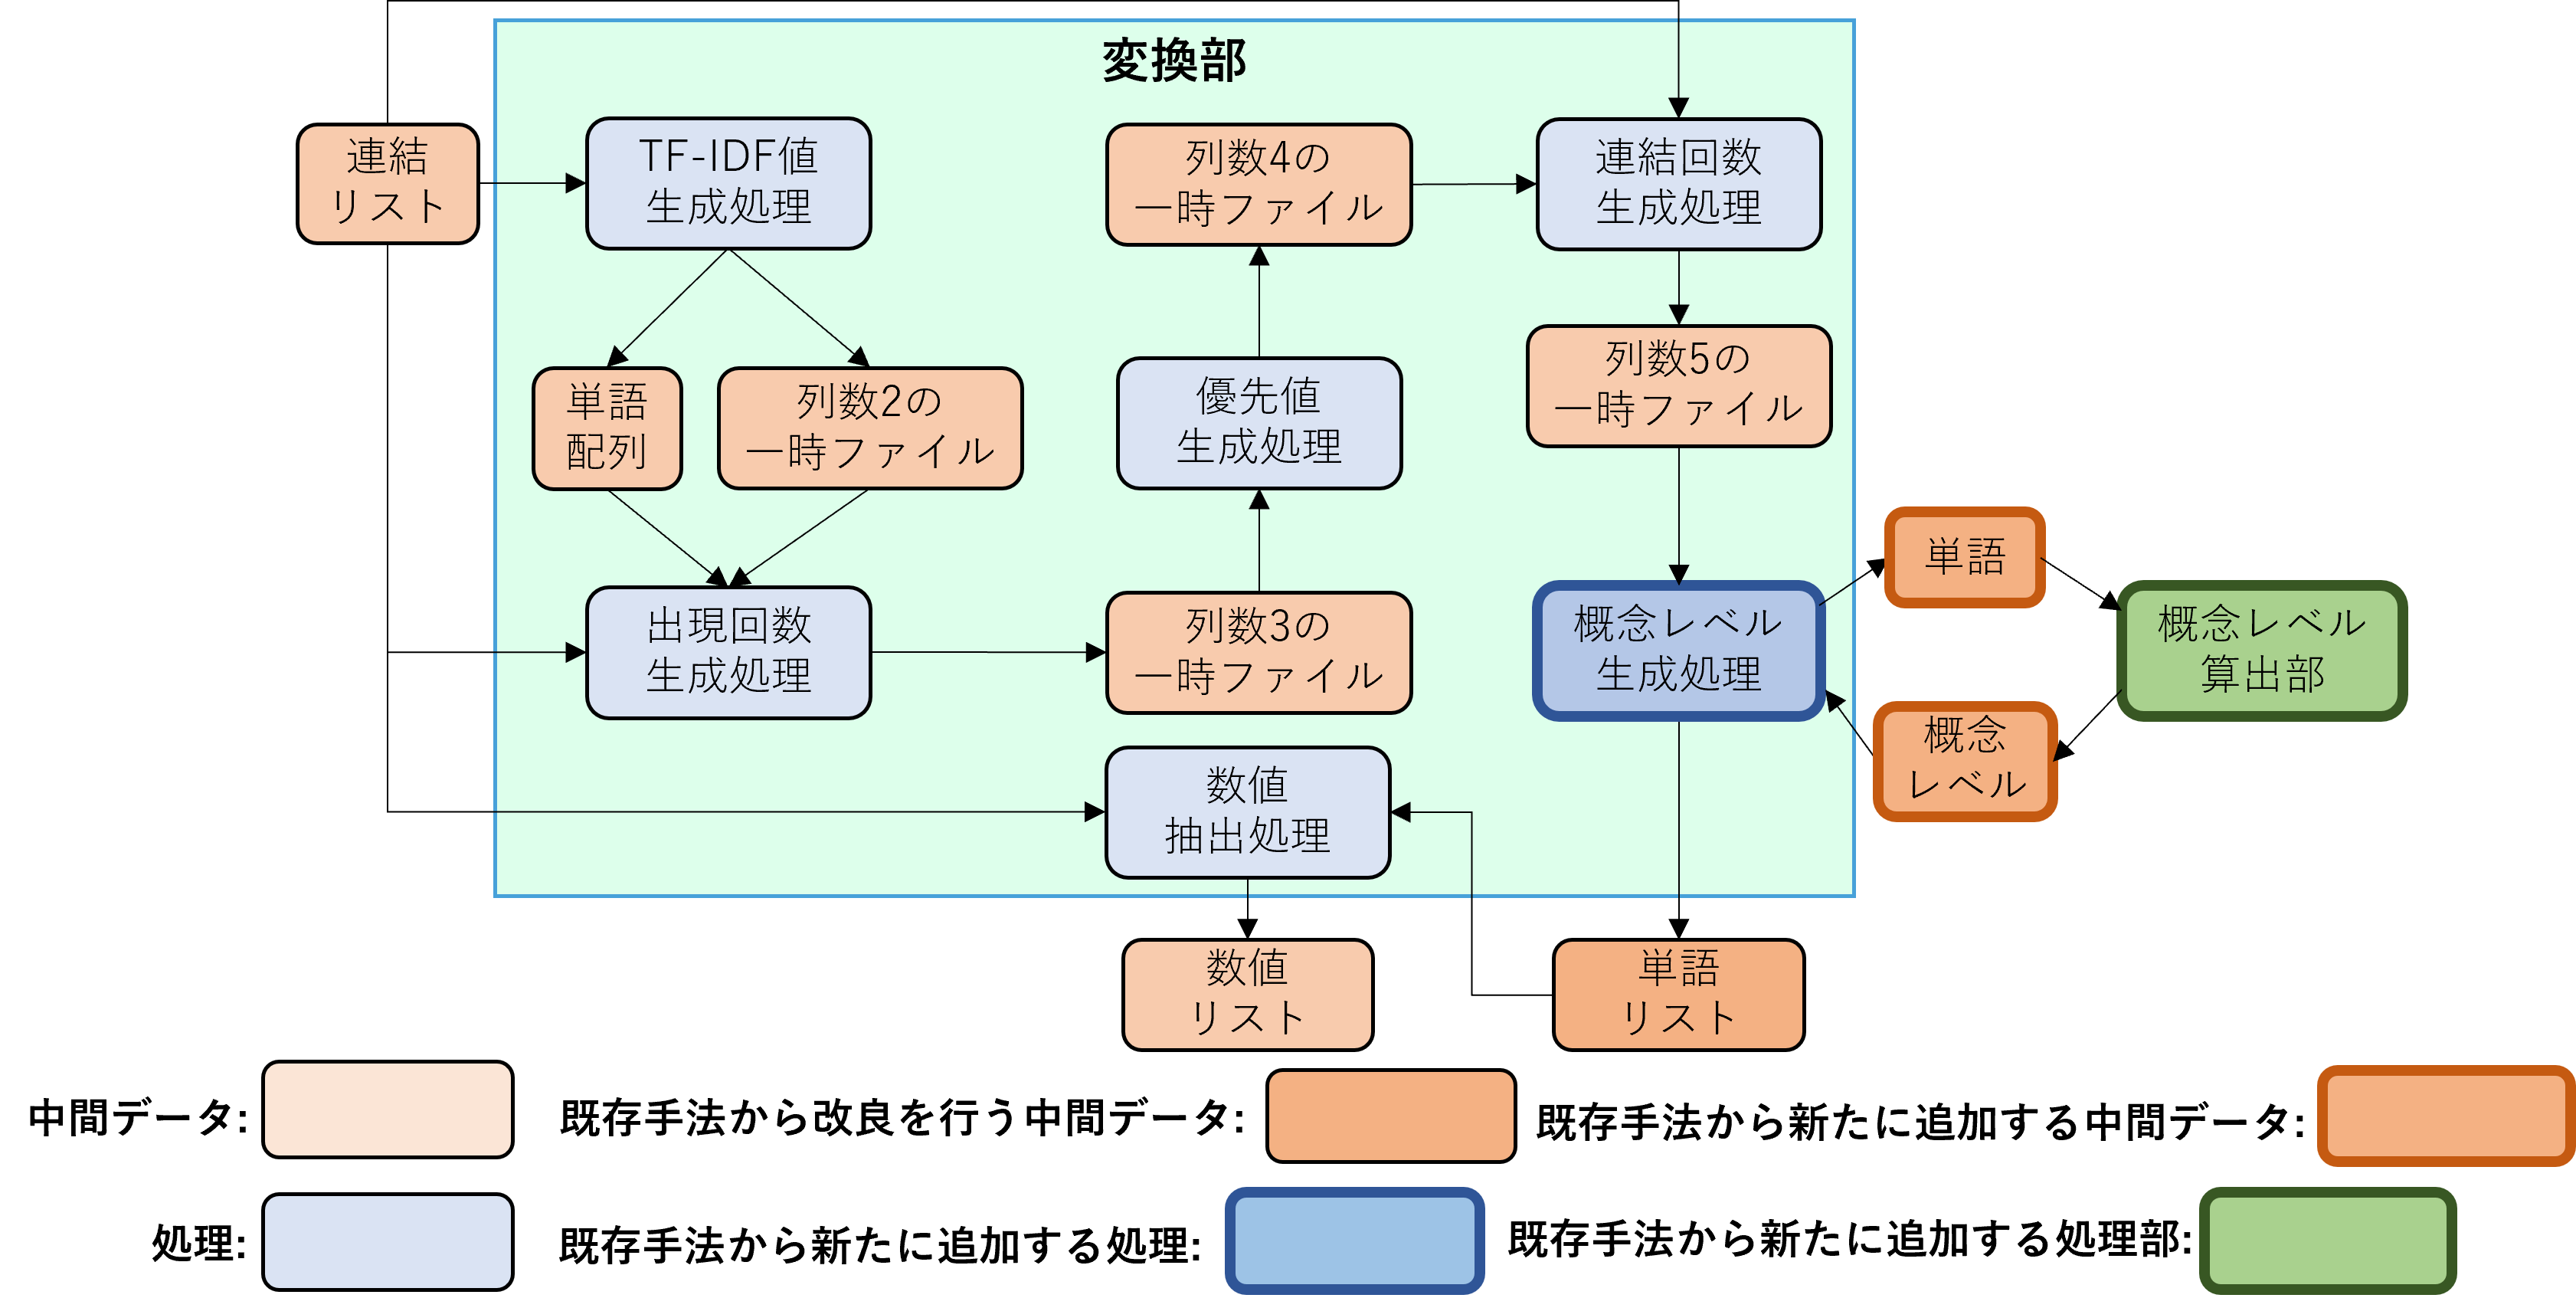 変換部
連結
リスト
TF-IDF値
生成処理
列数4の
一時ファイル
連結回数
生成処理
単語
配列
列数2の
一時ファイル
優先値
生成処理
列数5の
一時ファイル
出現回数
生成処理
列数3の
一時ファイル
概念レベル
生成処理
単語
概念レベル
算出部
概念
レベル
数値
抽出処理
数値
リスト
単語
リスト
中間データ:
既存手法から改良を行う中間データ:
既存手法から新たに追加する中間データ:
処理:
既存手法から新たに追加する処理:
既存手法から新たに追加する処理部: